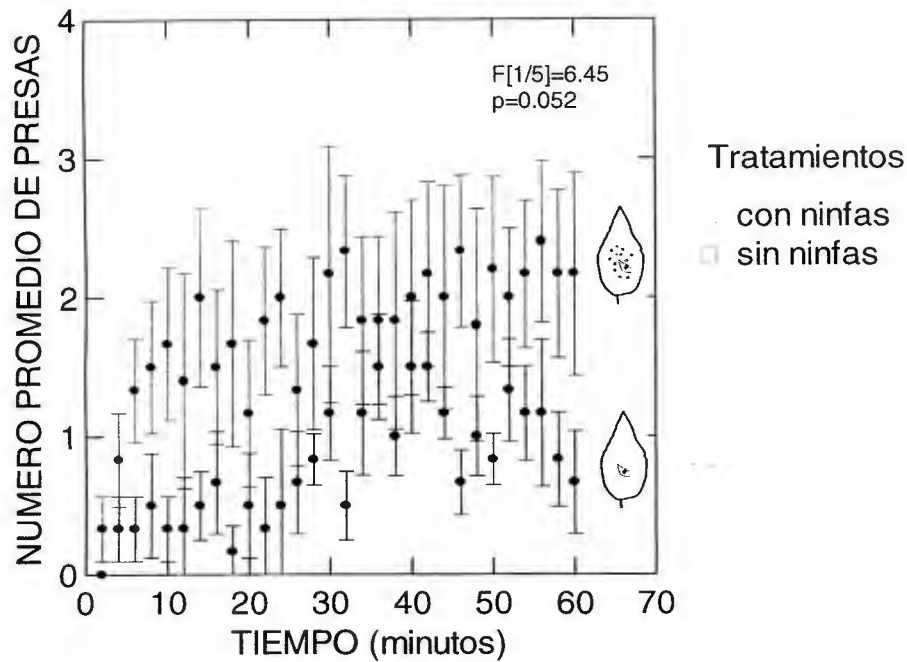 NUMERO PROMEDIO DE PRESAS
4
3
2
1
0
F[1/5]=6.45
p=0.052
0 10 20 30 40 50 60 70
TIEMPO (minutos)
Tratamientos
con ninfas
sin ninfas